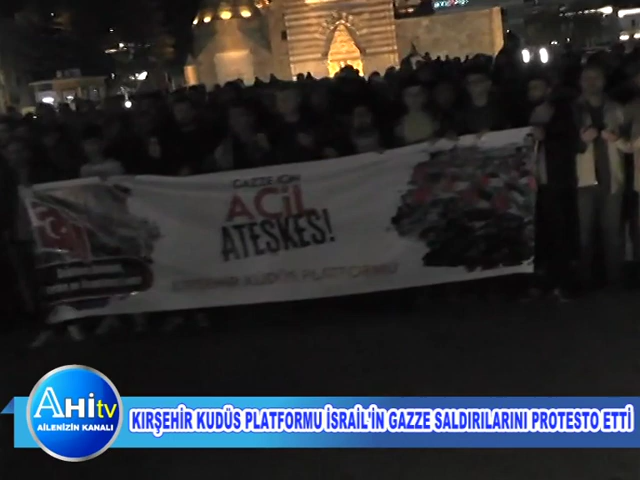 GAZZE İÇİN
ACİL
ATEŞKES!
KIRŞEHİR KUDÜS PLATFORMU
AHİ tv
AİLENİZİN KANALI
KIRŞEHİR KUDÜS PLATFORMU İSRAİL'İN GAZZE SALDIRILARINI PROTESTO ETTİ